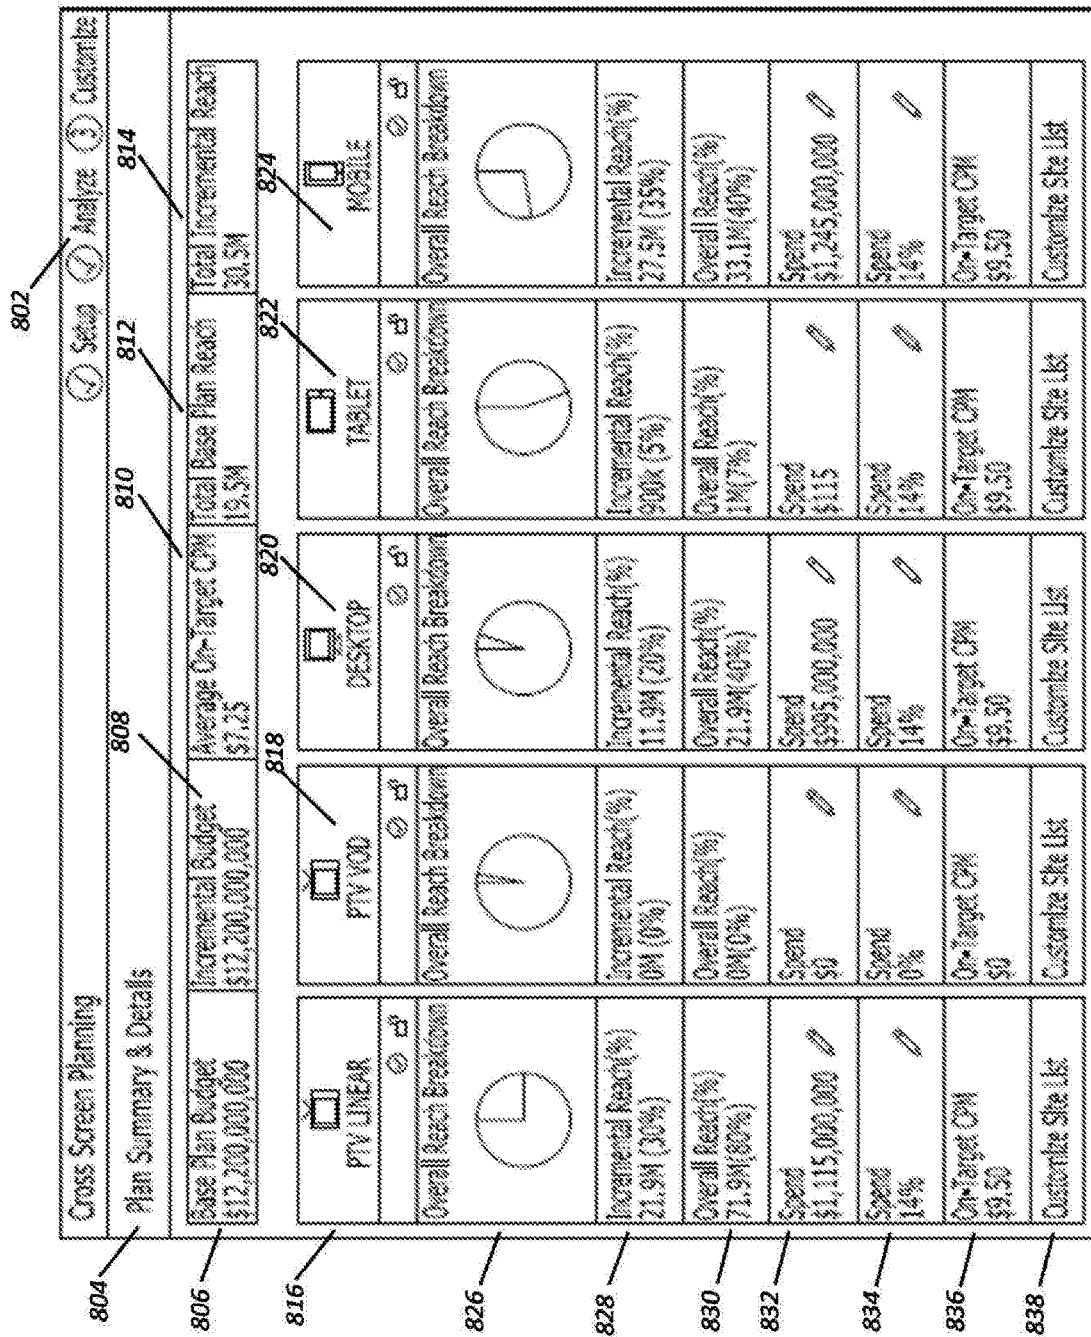 802
Cross Screen Planning
Setup
Analyze
3 Customize
804
Plan Summary & Details
806
808
810
812
814
Base Plan Budget
$12,200,000,000
Incremental Budget
$12,200,000,000
Average On-Target CPM
$7.25
Total Base Plan Reach
19.5M
Total Incremental Reach
30.5M
816
818
820
822
824
PTV LINEAR
PTV VOD
DESKTOP
TABLET
MOBILE
826
Overall Reach Breakdown
Overall Reach Breakdown
Overall Reach Breakdown
Overall Reach Breakdown
Overall Reach Breakdown
828
Incremental Reach(%)
21.9M (30%)
Incremental Reach(%)
0M (0%)
Incremental Reach(%)
11.9M (20%)
Incremental Reach(%)
900k (5%)
Incremental Reach(%)
27.5M (35%)
830
Overall Reach(%)
71.9M(80%)
Overall Reach(%)
0M(0%)
Overall Reach(%)
21.9M(40%)
Overall Reach(%)
1M(7%)
Overall Reach(%)
33.1M(40%)
832
Spend
$1,115,000,000
Spend
$0
Spend
$995,000,000
Spend
$115
Spend
$1,245,000,000
834
Spend
14%
Spend
0%
Spend
14%
Spend
14%
Spend
14%
836
On-Target CPM
$9.50
On-Target CPM
$0
On-Target CPM
$9.50
On-Target CPM
$9.50
On-Target CPM
$9.50
838
Customize Site List
Customize Site List
Customize Site List
Customize Site List
Customize Site List